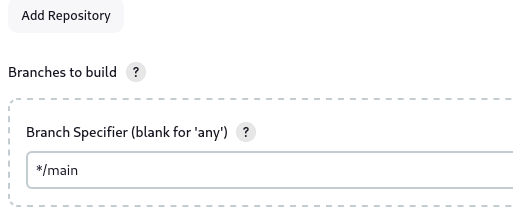 Add Repository
Branches to build ?
Branch Specifier (blank for 'any') ?
*/main